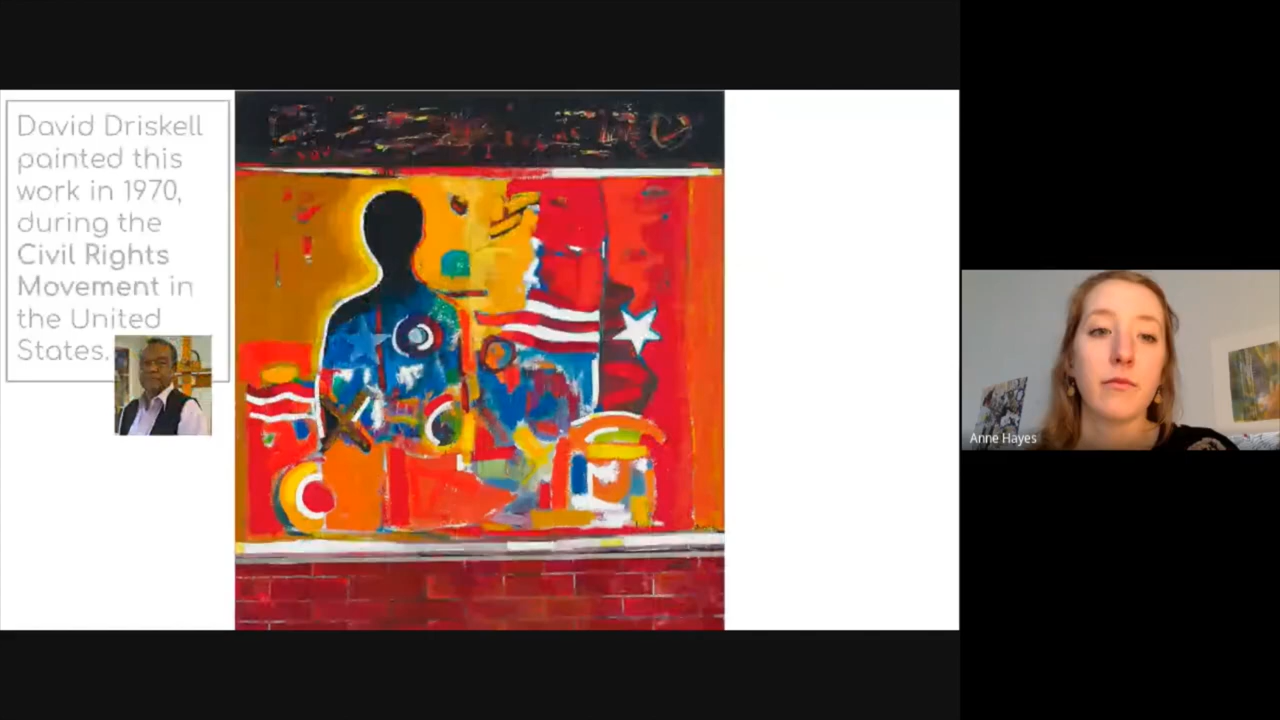 David Driskell
painted this
work in 1970,
during the
Civil Rights
Movement in
the United
States.
Anne Hayes